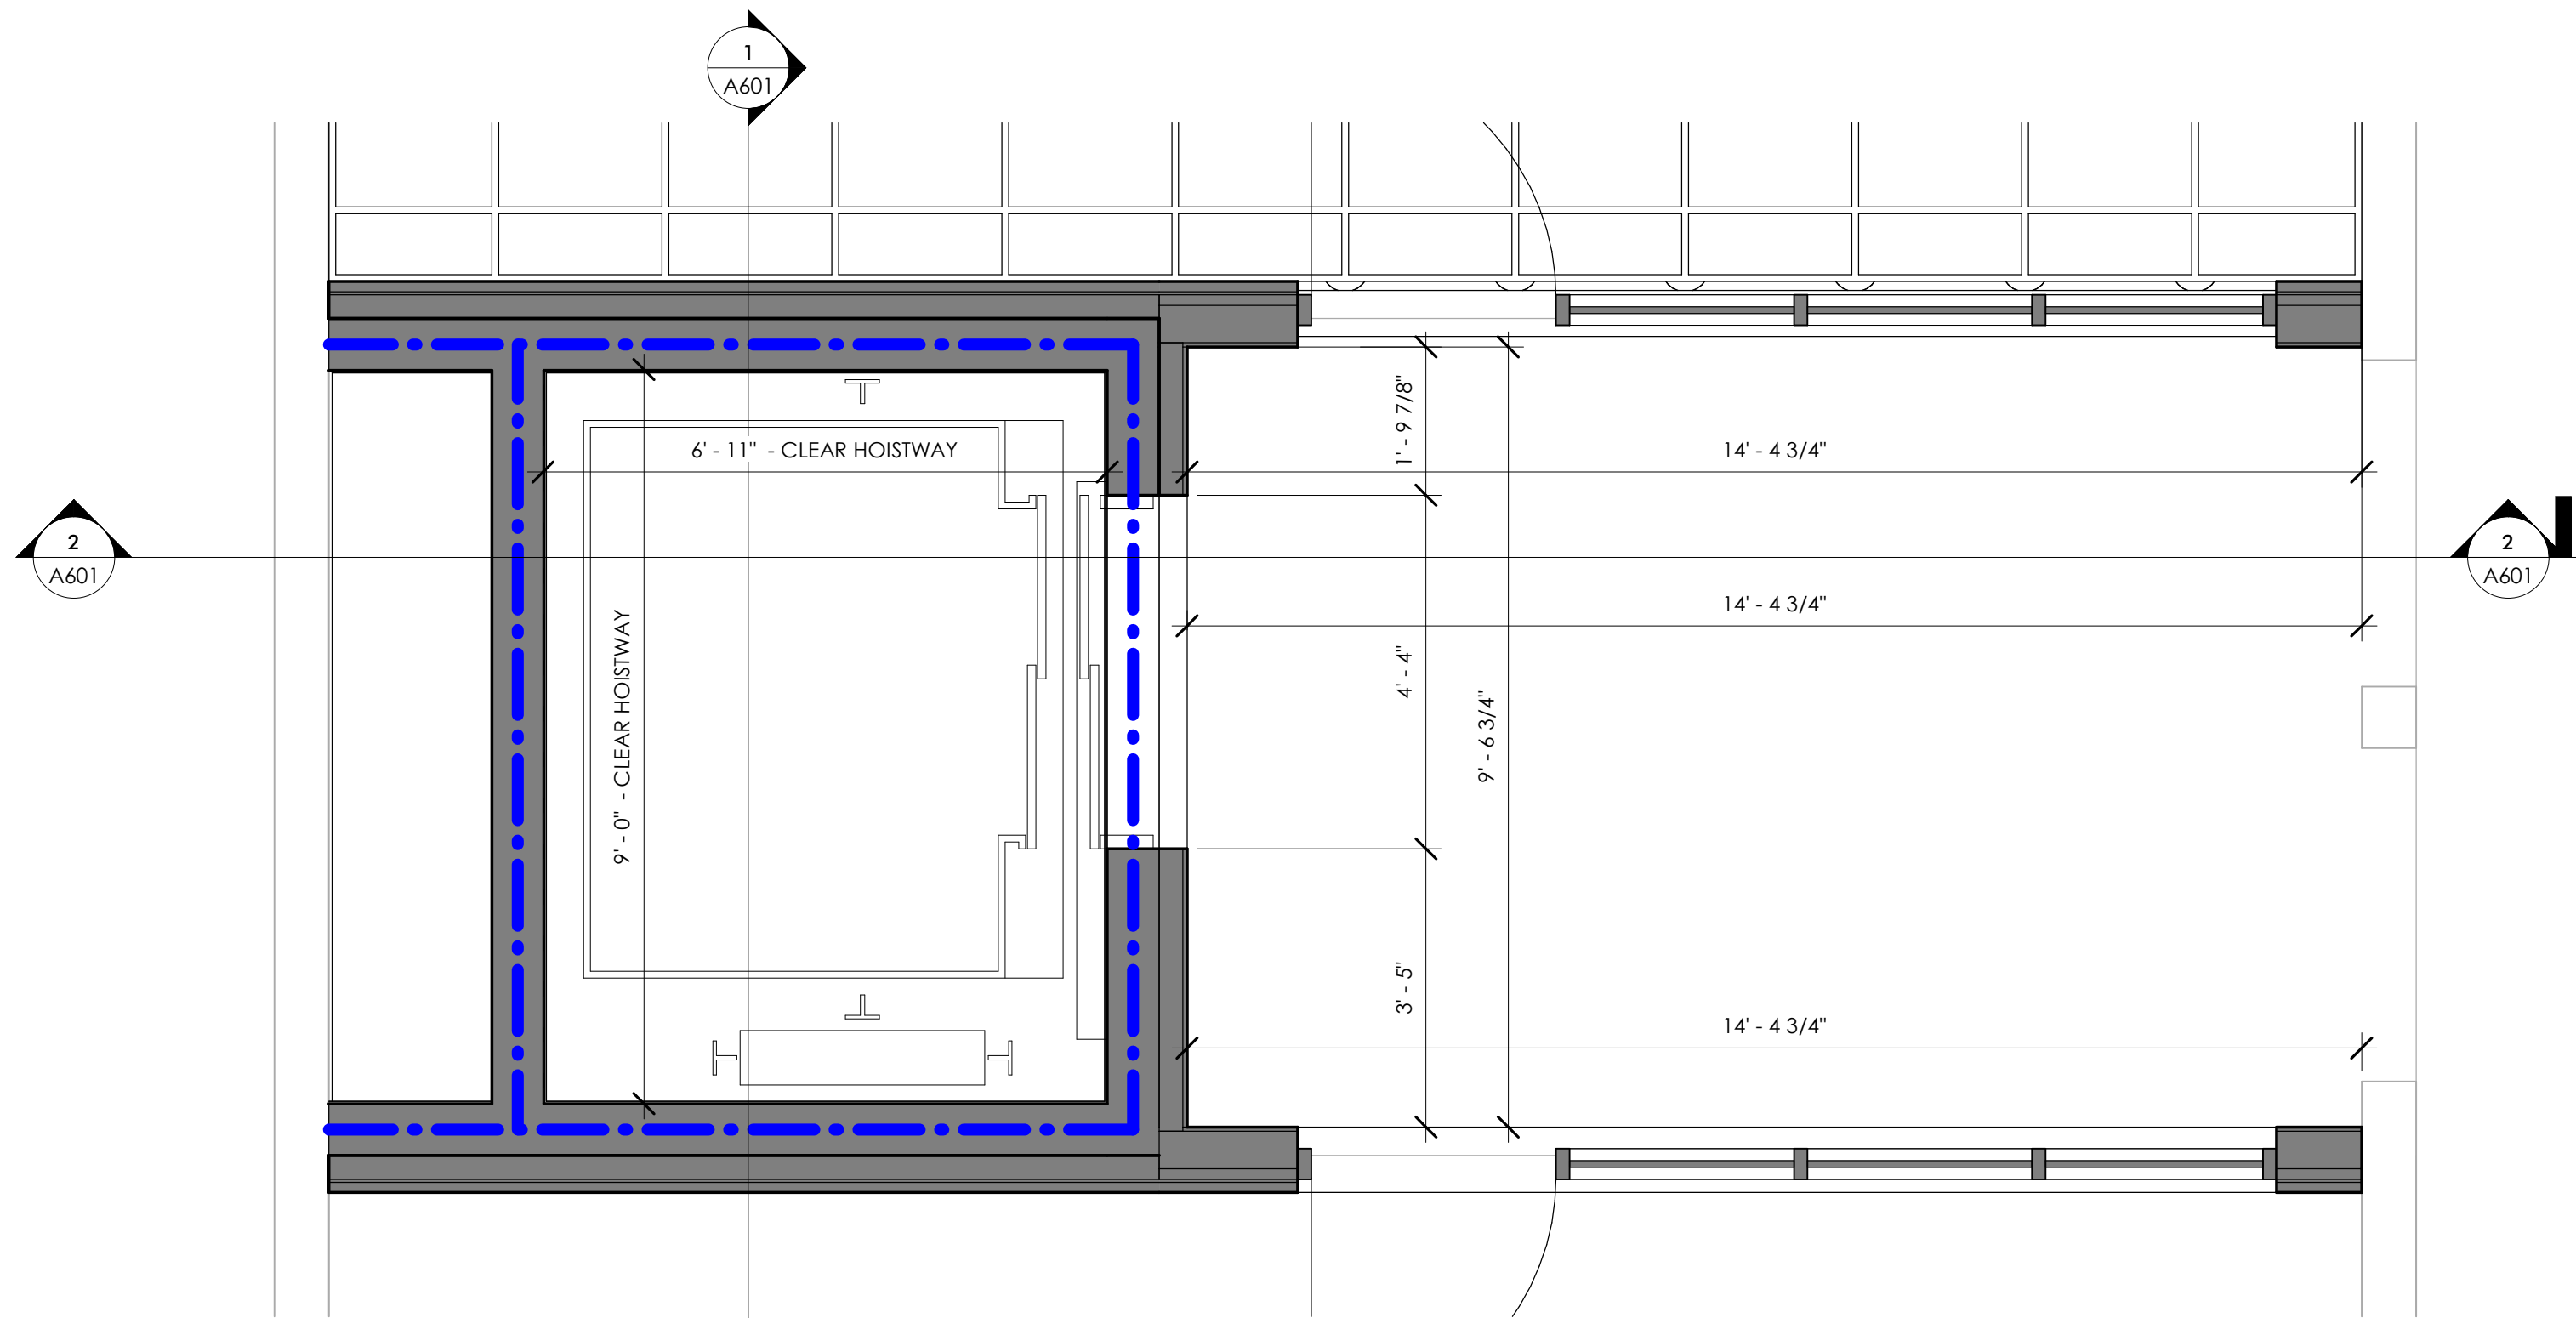 1
A601
6' - 11" - CLEAR HOISTWAY
1' - 9 7/8"
14' - 4 3/4"
2
A601
2
A601
14' - 4 3/4"
9' - 0" - CLEAR HOISTWAY
4' - 4"
9' - 6 3/4"
3' - 5"
14' - 4 3/4"